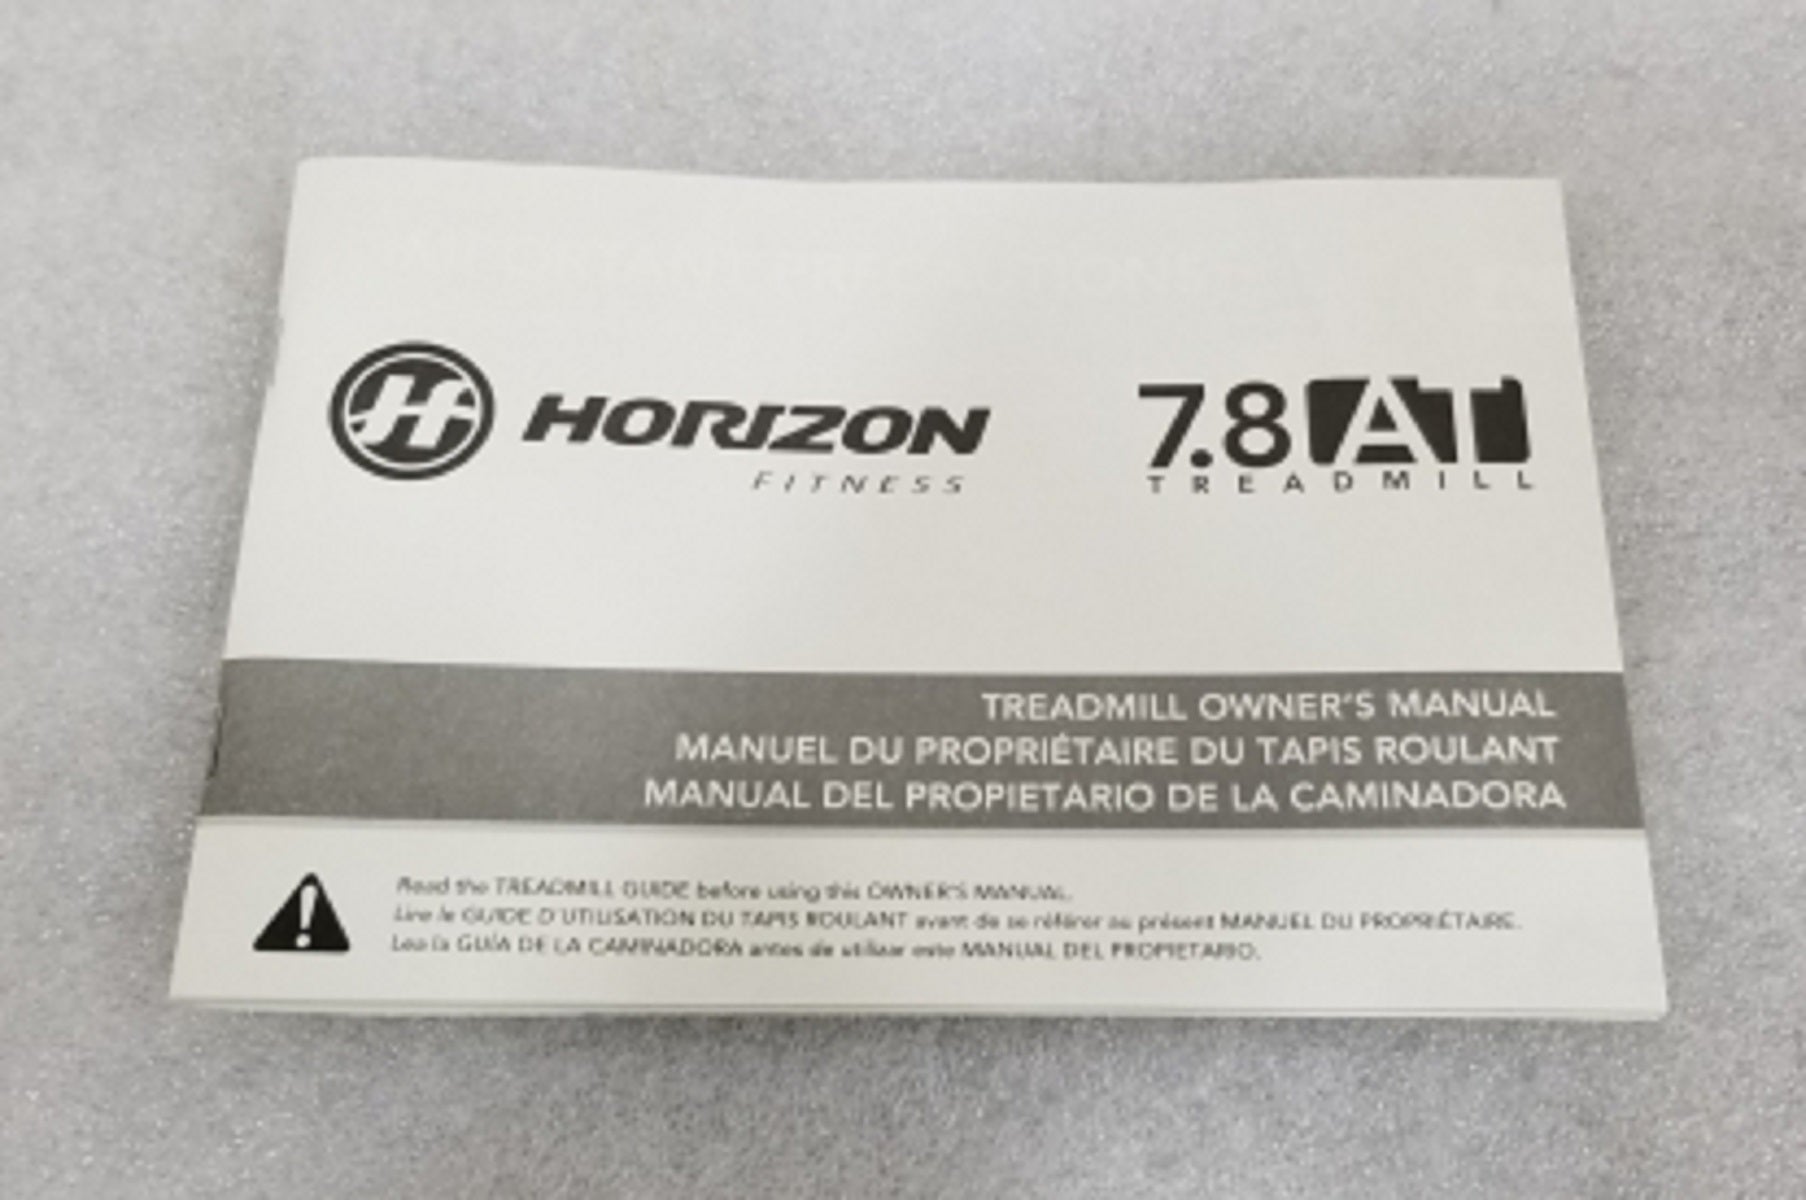 HORIZON
FITNESS
7.8 AT
TREADMILL
TREADMILL OWNER'S MANUAL
MANUEL DU PROPRIÉTAIRE DU TAPIS ROULANT
MANUAL DEL PROPIETARIO DE LA CAMINADORA
Read the TREADMILL GUIDE before using this OWNER'S MANUAL.
Lire le GUIDE D'UTILISATION DU TAPIS ROULANT avant de se référer au présent MANUEL DU PROPRIÉTAIRE.
Lea la GUÍA DE LA CAMINADORA antes de utilizar este MANUAL DEL PROPIETARIO.